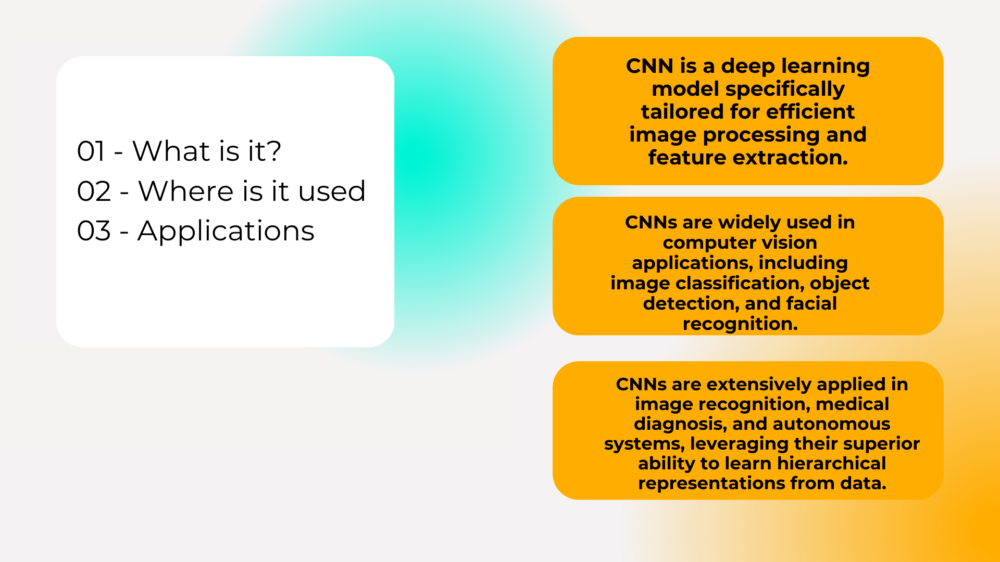 01 - What is it?
02 - Where is it used
03 - Applications
CNN is a deep learning
model specifically
tailored for efficient
image processing and
feature extraction.
CNNs are widely used in
computer vision
applications, including
image classification, object
detection, and facial
recognition.
CNNs are extensively applied in
image recognition, medical
diagnosis, and autonomous
systems, leveraging their superior
ability to learn hierarchical
representations from data.